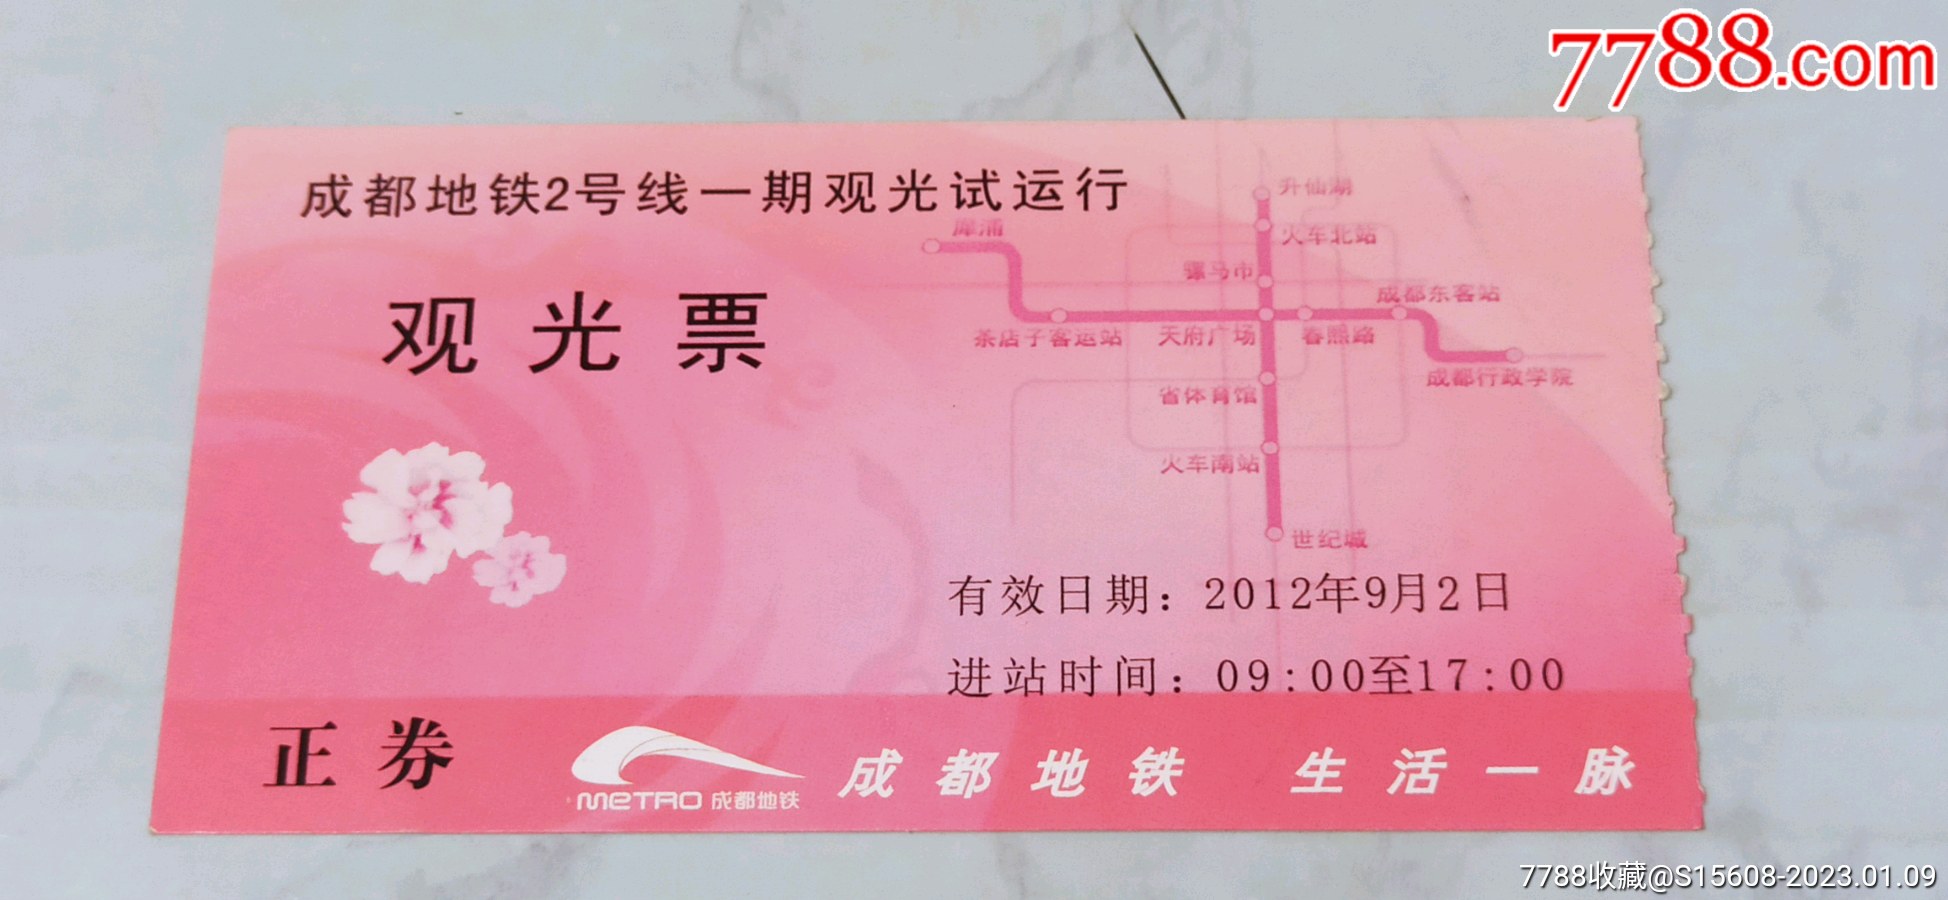 7788.com
成都地铁2号线一期观光试运行
观光票
升仙湖
犀浦
火车北站
骡马市
成都东客站
茶店子客运站
天府广场
春熙路
成都行政学院
省体育馆
火车南站
世纪城
有效日期：2012年9月2日
进站时间：09:00至17:00
正券
METRO 成都地铁
成都地铁 生活一脉
7788收藏@S15608-2023.01.09